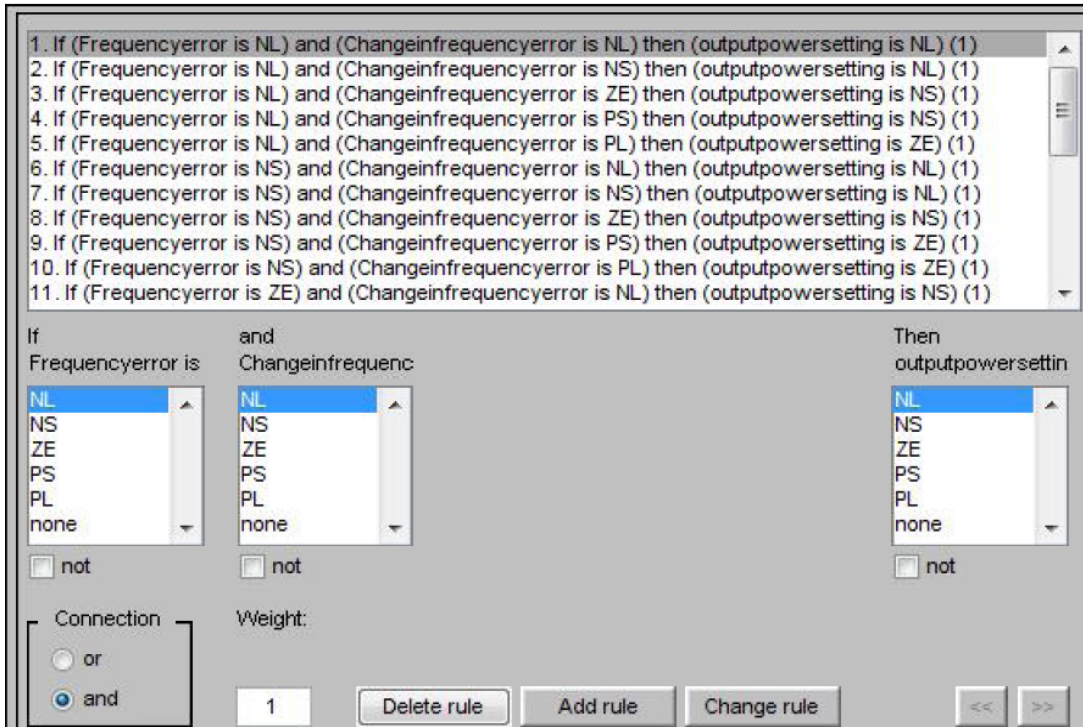 1. If (Frequencyerror is NL) and (Changeinfrequencyerror is NL) then (outputpowersetting is NL) (1)
2. If (Frequencyerror is NL) and (Changeinfrequencyerror is NS) then (outputpowersetting is NL) (1)
3. If (Frequencyerror is NL) and (Changeinfrequencyerror is ZE) then (outputpowersetting is NS) (1)
4. If (Frequencyerror is NL) and (Changeinfrequencyerror is PS) then (outputpowersetting is NS) (1)
5. If (Frequencyerror is NL) and (Changeinfrequencyerror is PL) then (outputpowersetting is ZE) (1)
6. If (Frequencyerror is NS) and (Changeinfrequencyerror is NL) then (outputpowersetting is NL) (1)
7. If (Frequencyerror is NS) and (Changeinfrequencyerror is NS) then (outputpowersetting is NL) (1)
8. If (Frequencyerror is NS) and (Changeinfrequencyerror is ZE) then (outputpowersetting is NS) (1)
9. If (Frequencyerror is NS) and (Changeinfrequencyerror is PS) then (outputpowersetting is ZE) (1)
10. If (Frequencyerror is NS) and (Changeinfrequencyerror is PL) then (outputpowersetting is ZE) (1)
11. If (Frequencyerror is ZE) and (Changeinfrequencyerror is NL) then (outputpowersetting is NS) (1)
If
Frequencyerror is
NL
NS
ZE
PS
PL
none
not
and
Changeinfrequenc
NL
NS
ZE
PS
PL
none
not
Then
outputpowersettin
NL
NS
ZE
PS
PL
none
not
Connection
or
and
Weight:
1
Delete rule
Add rule
Change rule
<<
>>